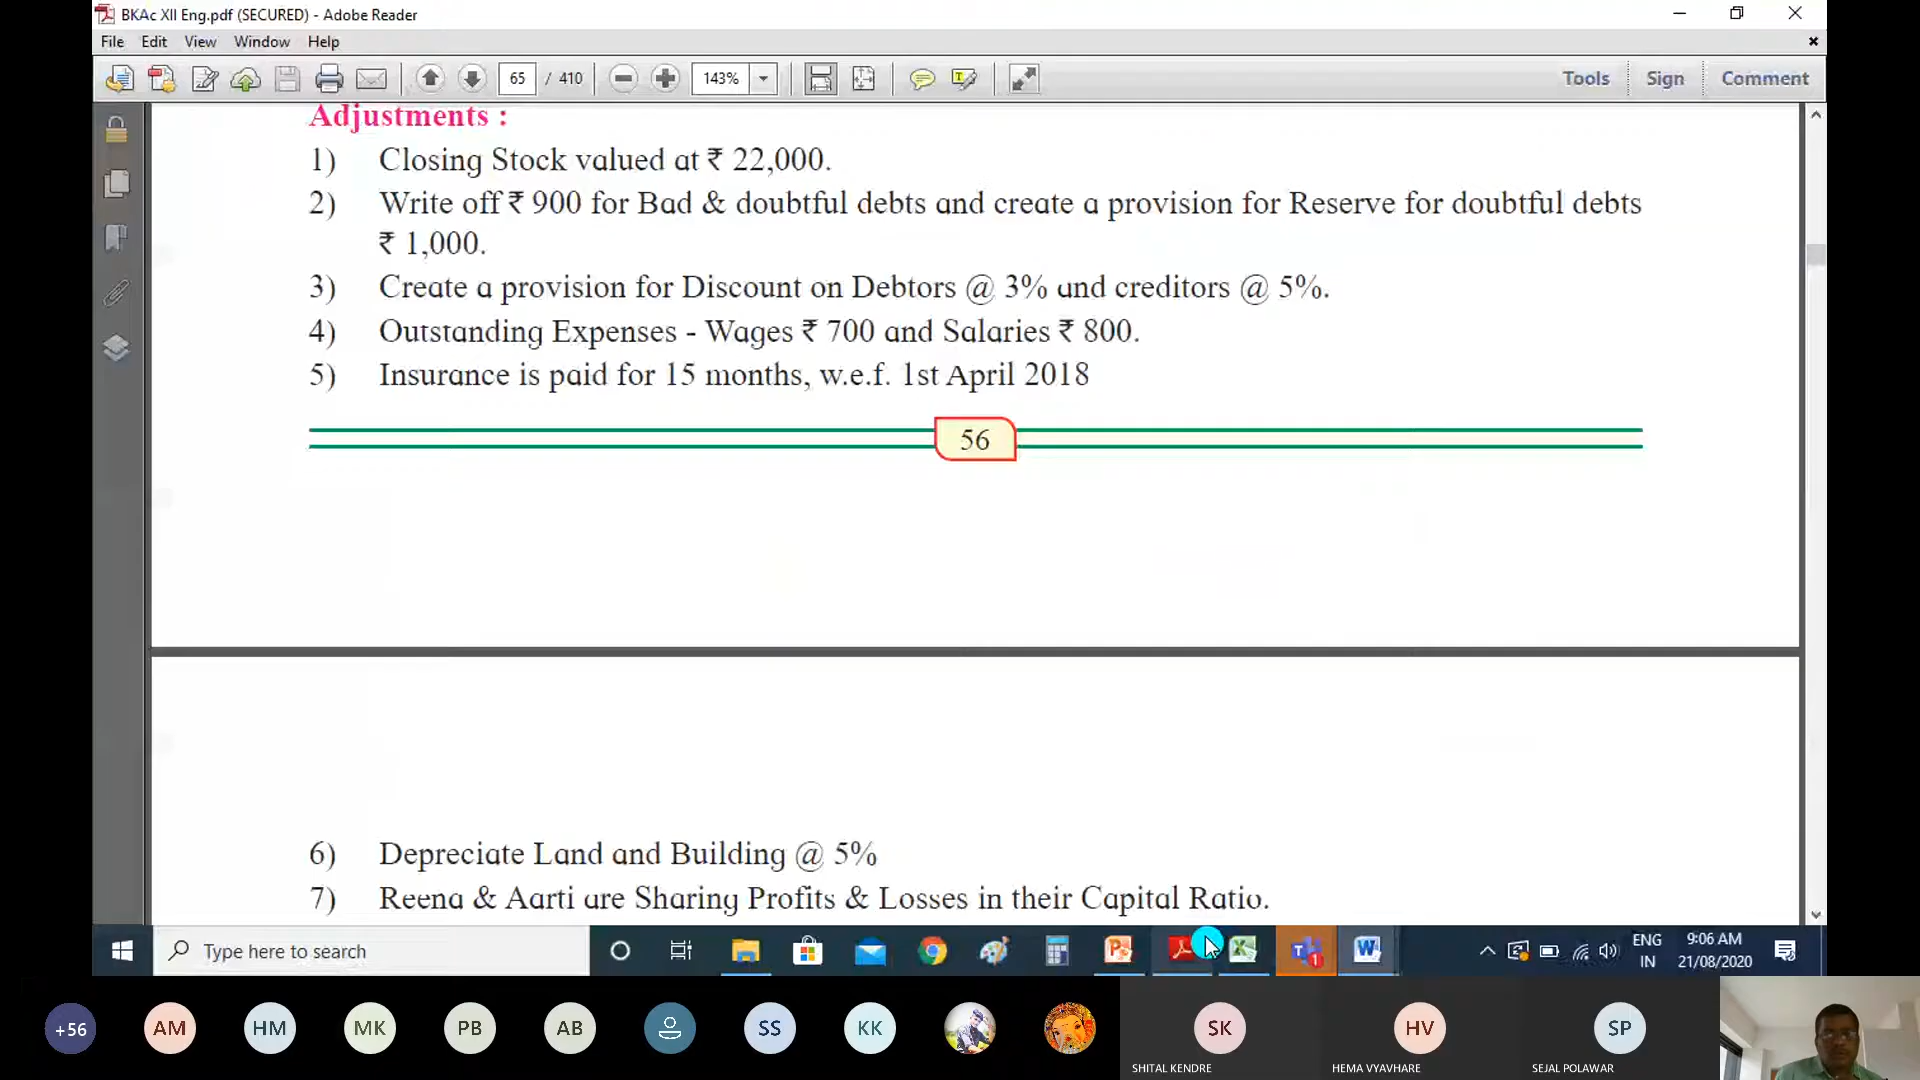 BKAc XII Eng.pdf (SECURED) - Adobe Reader
File Edit View Window Help
65 / 410 143% Tools Sign Comment
Adjustments :
1) Closing Stock valued at ₹ 22,000.
2) Write off ₹ 900 for Bad & doubtful debts and create a provision for Reserve for doubtful debts
₹ 1,000.
3) Create a provision for Discount on Debtors @ 3% and creditors @ 5%.
4) Outstanding Expenses - Wages ₹ 700 and Salaries ₹ 800.
5) Insurance is paid for 15 months, w.e.f. 1st April 2018
56
6) Depreciate Land and Building @ 5%
7) Reena & Aarti are Sharing Profits & Losses in their Capital Ratio.
Type here to search
ENG
IN
9:06 AM
21/08/2020
+56 AM HM MK PB AB SS KK SK HV SP
SHITAL KENDRE HEMA VYAVHARE SEJAL POLAWAR